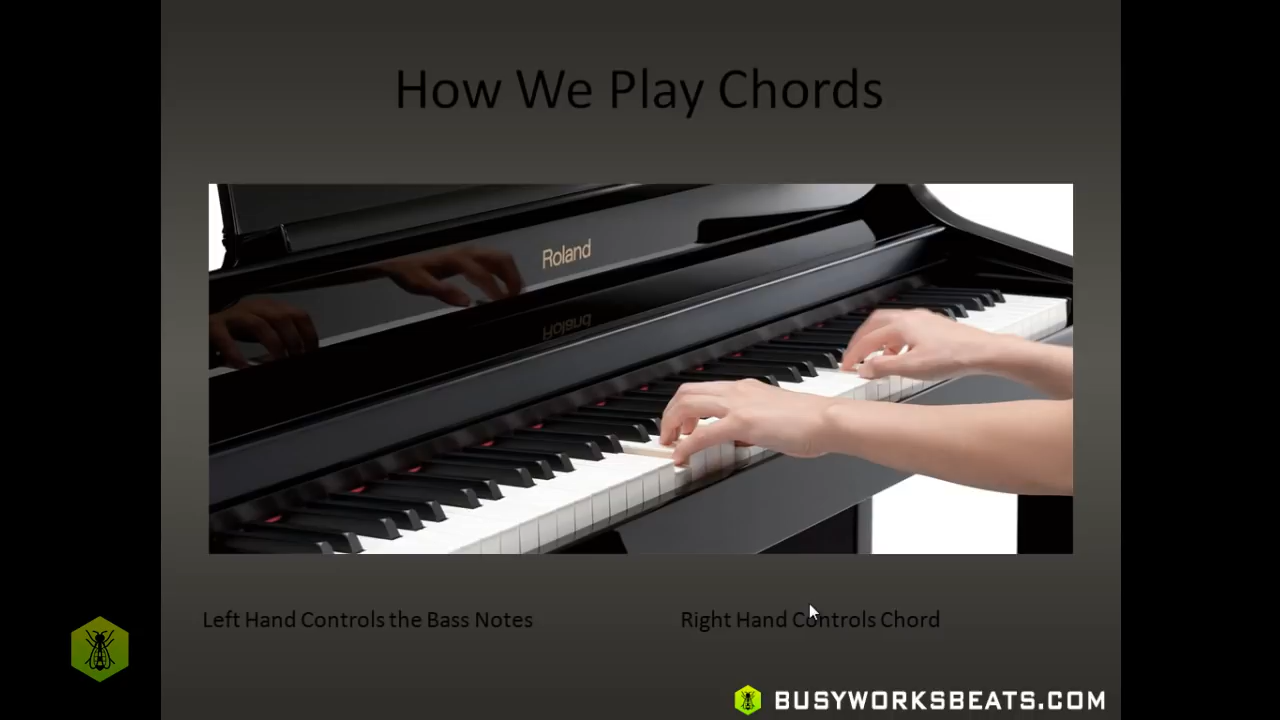 How We Play Chords
Roland
Roland
Left Hand Controls the Bass Notes
Right Hand Controls Chord
BUSYWORKSBEATS.COM